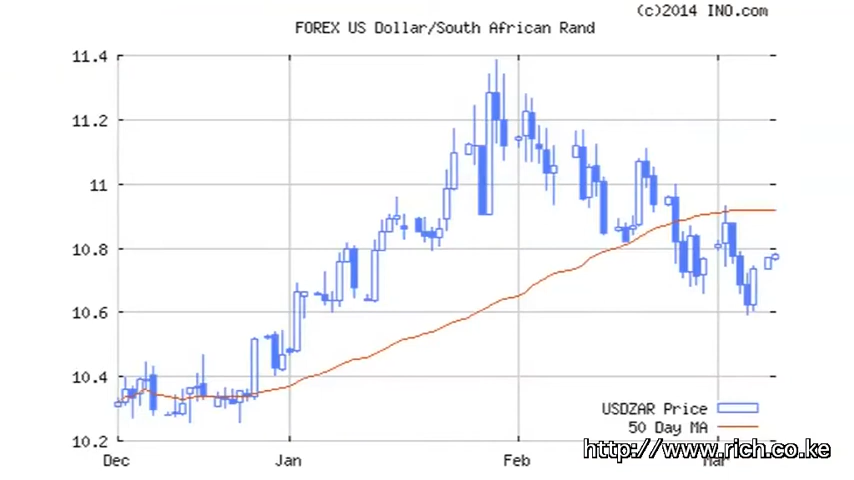 (c)2014 INO.com
FOREX US Dollar/South African Rand
11.4
11.2
11
10.8
10.6
10.4
10.2
USDZAR Price
50 Day MA
Dec
Jan
Feb
Mar
http://www.rich.co.ke